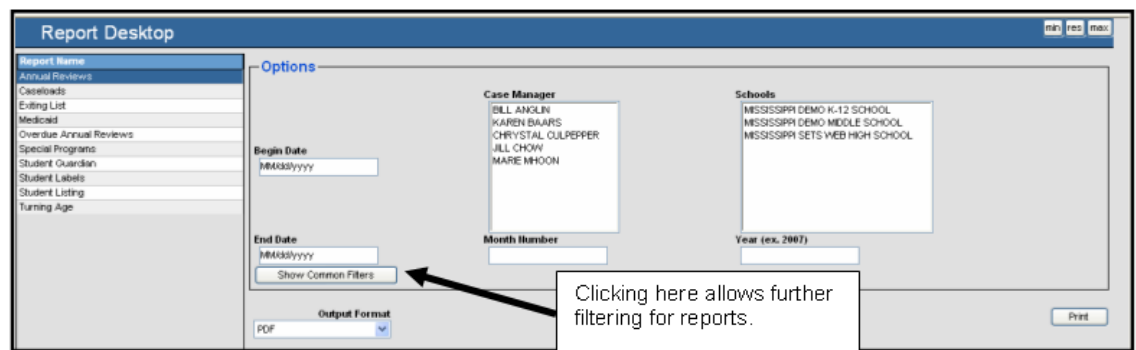 Report Desktop
min res max
Report Name
Annual Reviews
Caseloads
Exiting List
Medicaid
Overdue Annual Reviews
Special Programs
Student Guardian
Student Labels
Student Listing
Turning Age
Options
Begin Date
MM/dd/yyyy
Case Manager
BILL ANGLIN
KAREN BAARS
CHRYSTAL CULPEPPER
JILL CHOW
MARIE MHOON
Schools
MISSISSIPPI DEMO K-12 SCHOOL
MISSISSIPPI DEMO MIDDLE SCHOOL
MISSISSIPPI SETS WEB HIGH SCHOOL
End Date
MM/dd/yyyy
Month Number
Year (ex. 2007)
Show Common Filters
Clicking here allows further
filtering for reports.
Output Format
PDF
Print